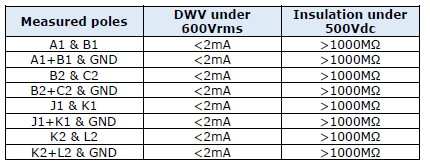 Measured poles DWV under 600Vrms Insulation under 500Vdc
A1 & B1 <2mA >1000MΩ
A1+B1 & GND <2mA >1000MΩ
B2 & C2 <2mA >1000MΩ
B2+C2 & GND <2mA >1000MΩ
J1 & K1 <2mA >1000MΩ
J1+K1 & GND <2mA >1000MΩ
K2 & L2 <2mA >1000MΩ
K2+L2 & GND <2mA >1000MΩ